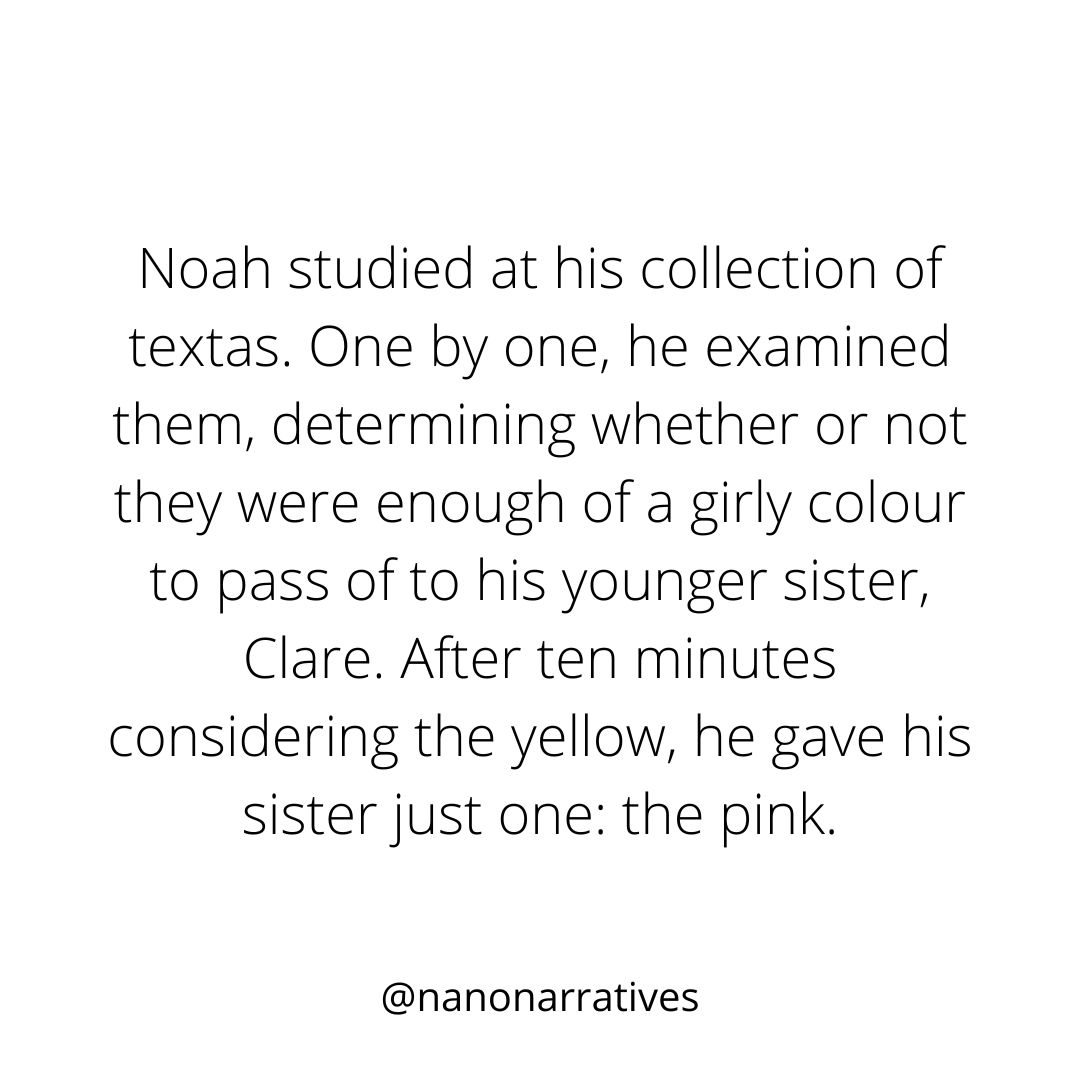 Noah studied at his collection of
textas. One by one, he examined
them, determining whether or not
they were enough of a girly colour
to pass of to his younger sister,
Clare. After ten minutes
considering the yellow, he gave his
sister just one: the pink.
@nanonarratives